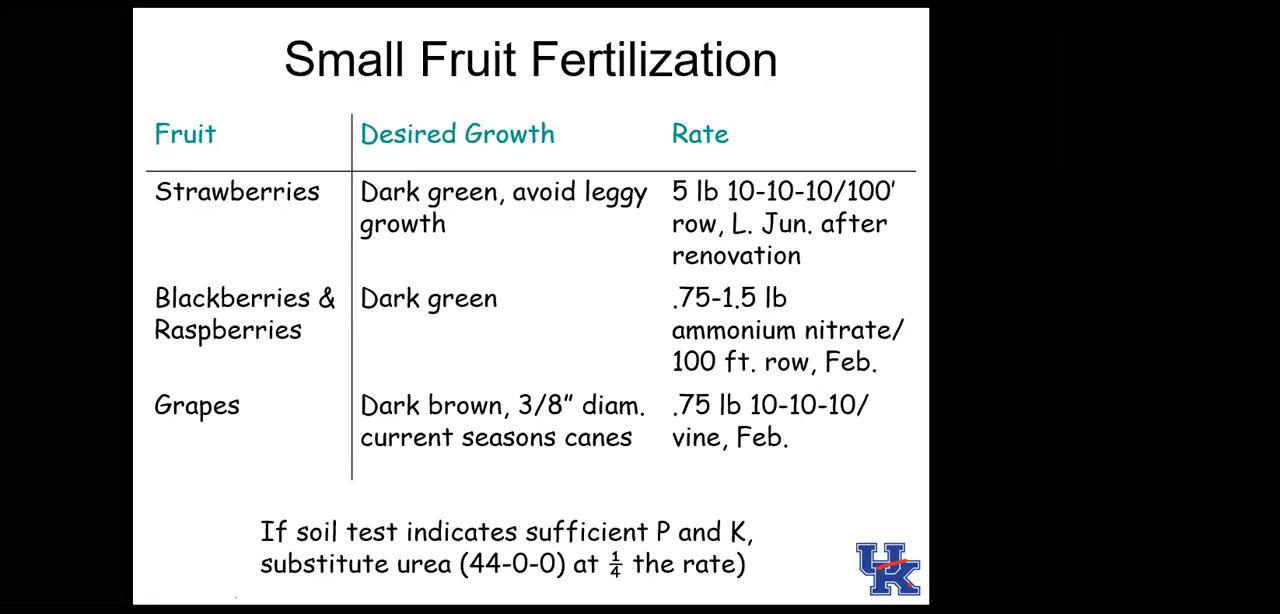 Small Fruit Fertilization
Fruit
Desired Growth
Rate
Strawberries
Dark green, avoid leggy
growth
5 lb 10-10-10/100'
row, L. Jun. after
renovation
Blackberries &
Raspberries
Dark green
.75-1.5 lb
ammonium nitrate/
100 ft. row, Feb.
Grapes
Dark brown, 3/8" diam.
current seasons canes
.75 lb 10-10-10/
vine, Feb.
If soil test indicates sufficient P and K,
substitute urea (44-0-0) at ¼ the rate)
UK